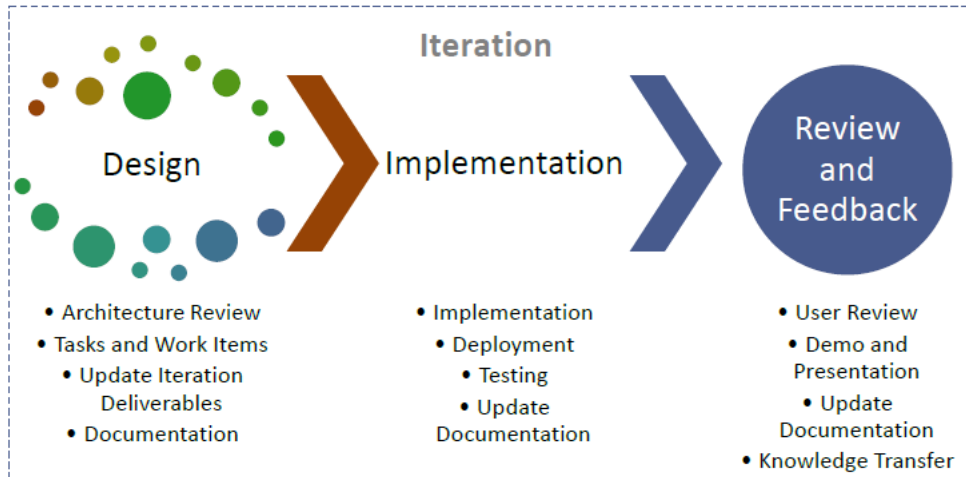 Iteration
Design
Implementation
Review
and
Feedback
• Architecture Review
• Tasks and Work Items
• Update Iteration
Deliverables
• Documentation
• Implementation
• Deployment
• Testing
• Update
Documentation
• User Review
• Demo and
Presentation
• Update
Documentation
• Knowledge Transfer